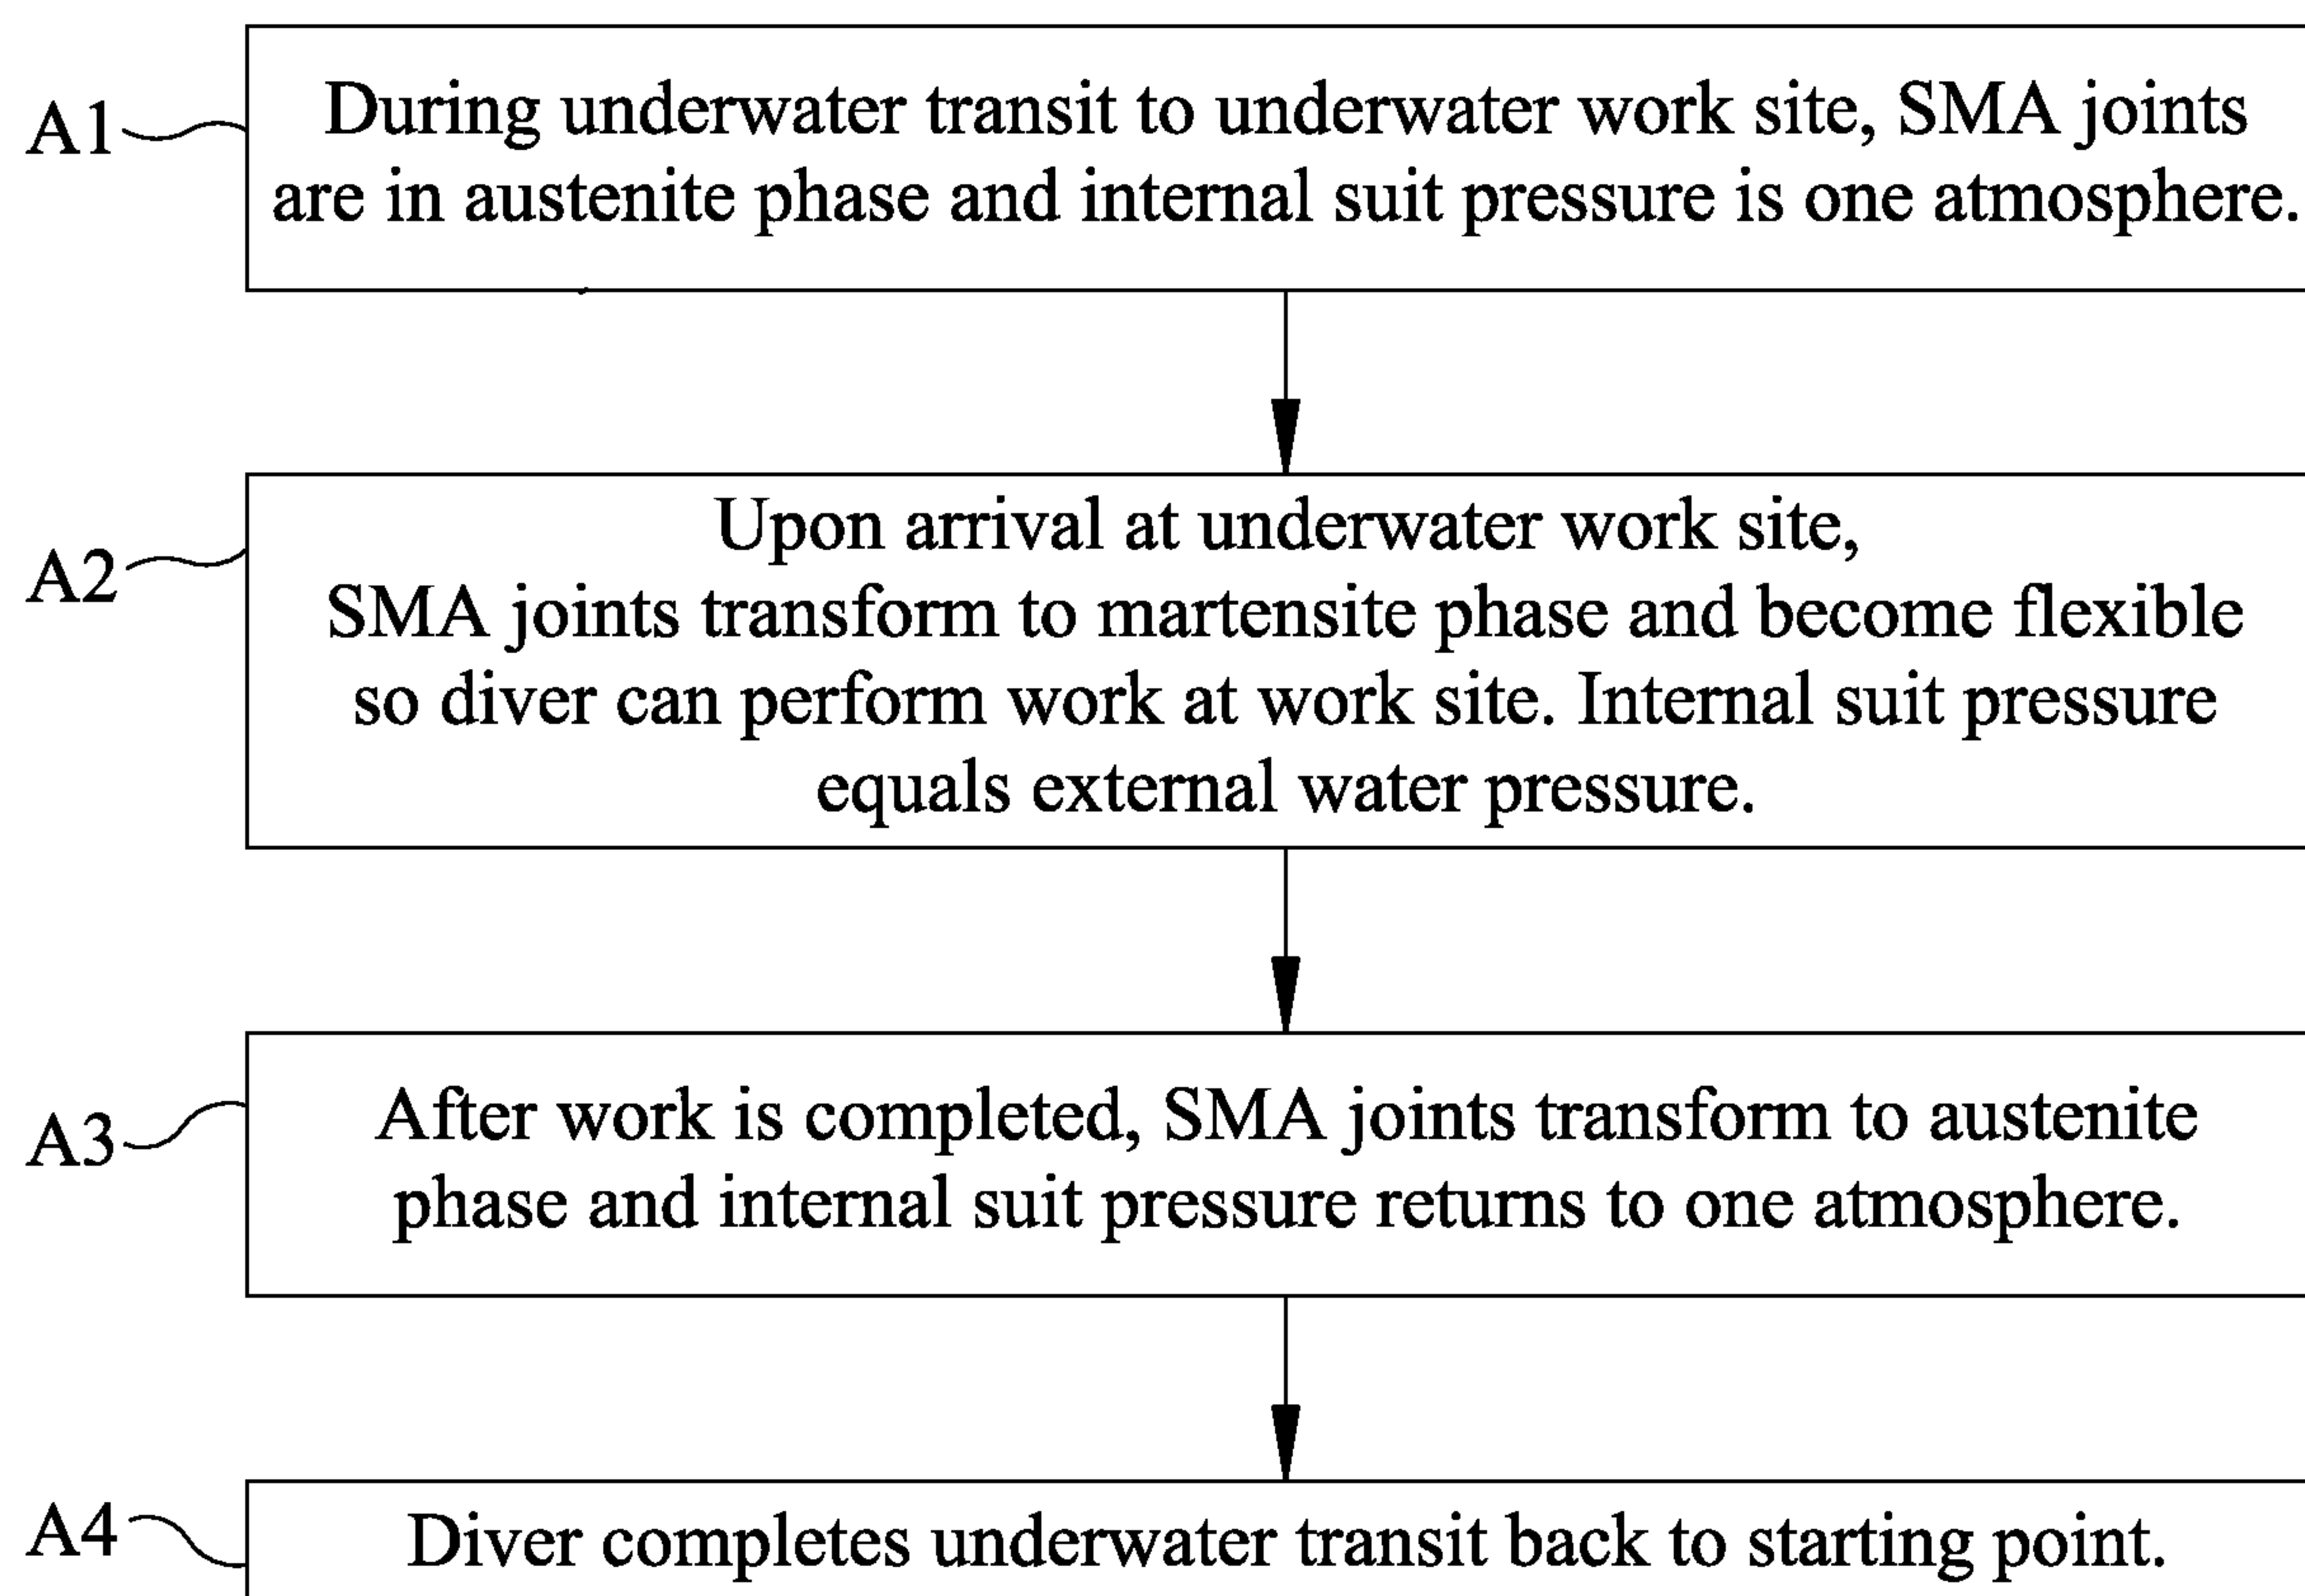 A1
During underwater transit to underwater work site, SMA joints
are in austenite phase and internal suit pressure is one atmosphere.
A2
Upon arrival at underwater work site,
SMA joints transform to martensite phase and become flexible
so diver can perform work at work site. Internal suit pressure
equals external water pressure.
A3
After work is completed, SMA joints transform to austenite
phase and internal suit pressure returns to one atmosphere.
A4
Diver completes underwater transit back to starting point.